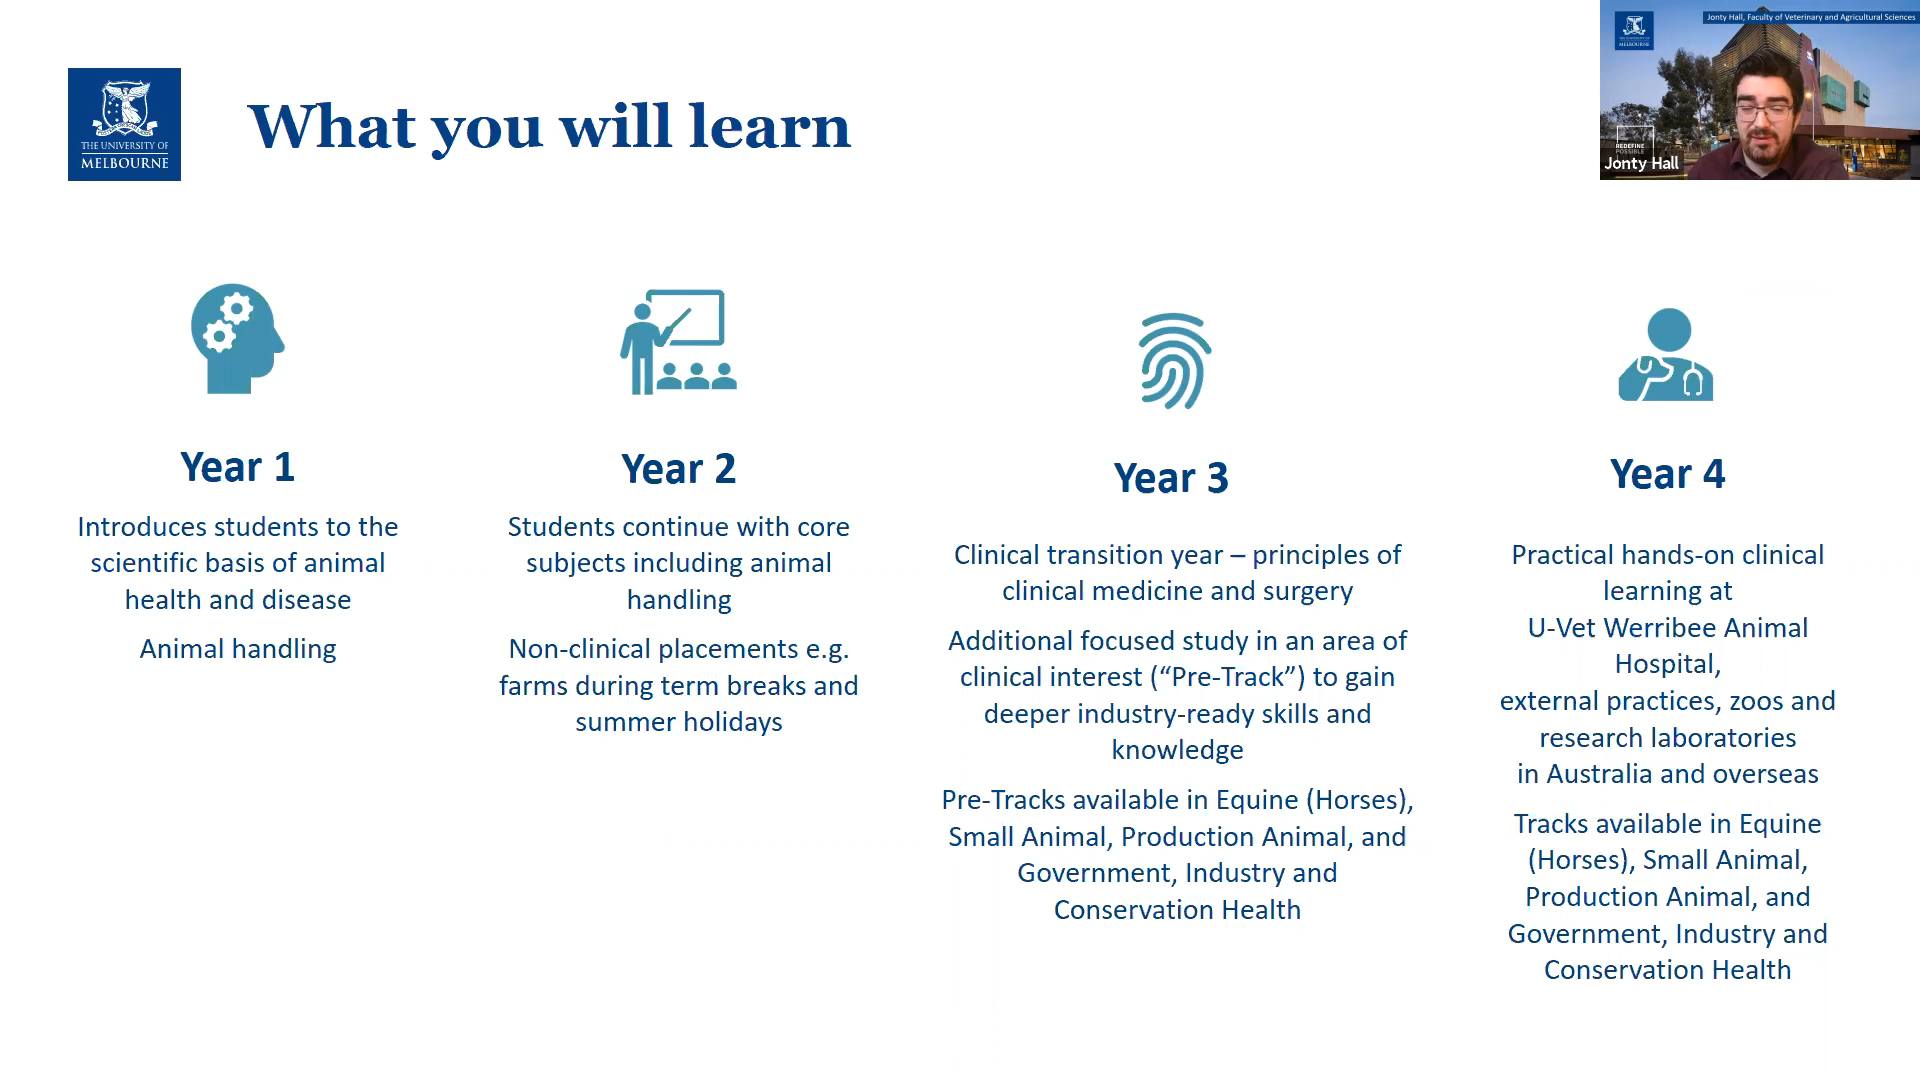 THE UNIVERSITY OF
MELBOURNE
What you will learn
Jonty Hall, Faculty of Veterinary and Agricultural Sciences
MELBOURNE
REDEFINE
POSSIBLE
Jonty Hall
Year 1
Introduces students to the
scientific basis of animal
health and disease
Animal handling
Year 2
Students continue with core
subjects including animal
handling
Non-clinical placements e.g.
farms during term breaks and
summer holidays
Year 3
Clinical transition year – principles of
clinical medicine and surgery
Additional focused study in an area of
clinical interest (“Pre-Track”) to gain
deeper industry-ready skills and
knowledge
Pre-Tracks available in Equine (Horses),
Small Animal, Production Animal, and
Government, Industry and
Conservation Health
Year 4
Practical hands-on clinical
learning at
U-Vet Werribee Animal
Hospital,
external practices, zoos and
research laboratories
in Australia and overseas
Tracks available in Equine
(Horses), Small Animal,
Production Animal, and
Government, Industry and
Conservation Health